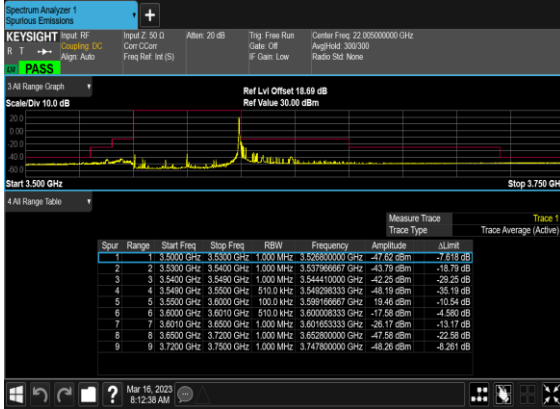 Spectrum Analyzer 1
Spurious Emissions
KEYSIGHT Input: RF Input Z: 50 Ω Atten: 20 dB Trig: Free Run Center Freq: 22.005000000 GHz
R T Coupling: DC Corr CCorr Gate: Off Avg|Hold: 300/300
Align: Auto Freq Ref: Int (S) IF Gain: Low Radio Std: None
PASS
3 All Range Graph
Ref Lvl Offset 18.69 dB
Scale/Div 10.0 dB Ref Value 30.00 dBm
20.0
0.00
-20.0
-40.0
-60.0
Start 3.500 GHz Stop 3.750 GH
4 All Range Table
Measure Trace Trace 1
Trace Type Trace Average (Active)
Spur Range Start Freq Stop Freq RBW Frequency Amplitude ΔLimit
1 1 3.5000 GHz 3.5300 GHz 1.000 MHz 3.526800000 GHz -47.62 dBm -7.618 dB
2 2 3.5300 GHz 3.5400 GHz 1.000 MHz 3.537966667 GHz -43.79 dBm -18.79 dB
3 3 3.5400 GHz 3.5490 GHz 1.000 MHz 3.544410000 GHz -42.25 dBm -29.25 dB
4 4 3.5490 GHz 3.5500 GHz 510.0 kHz 3.549298333 GHz -48.19 dBm -35.19 dB
5 5 3.5500 GHz 3.6000 GHz 100.0 kHz 3.599166667 GHz 19.46 dBm -10.54 dB
6 6 3.6000 GHz 3.6010 GHz 510.0 kHz 3.600008333 GHz -17.58 dBm -4.580 dB
7 7 3.6010 GHz 3.6500 GHz 1.000 MHz 3.601653333 GHz -26.17 dBm -13.17 dB
8 8 3.6500 GHz 3.7200 GHz 1.000 MHz 3.652800000 GHz -47.58 dBm -22.58 dB
9 9 3.7200 GHz 3.7500 GHz 1.000 MHz 3.747800000 GHz -48.26 dBm -8.261 dB
Mar 16, 2023
8:12:38 AM